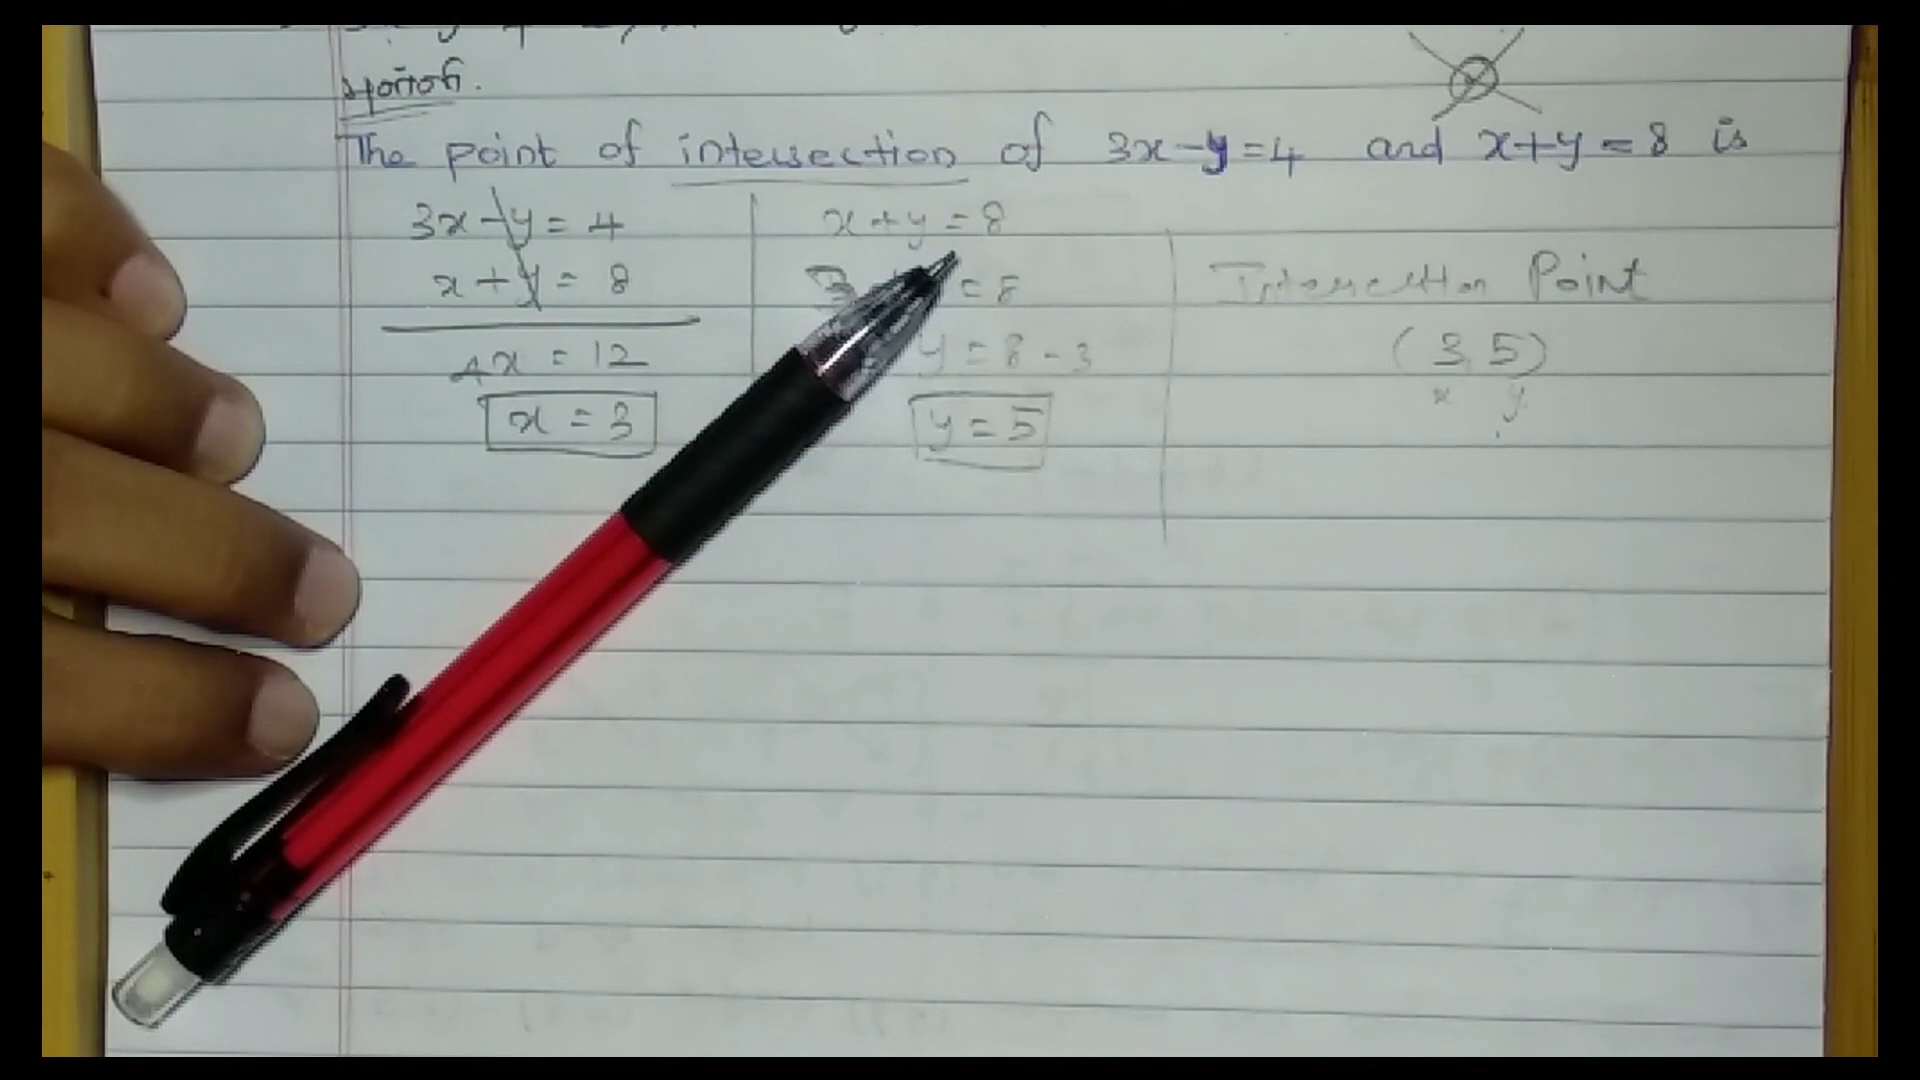 The point of intersection of 3x-y=4 and x+y=8 is
3x-y=4
x+y=8
4x=12
x=3
x+y=8
=8
y=8-3
y=5
Intersection Point
(3,5)
x y